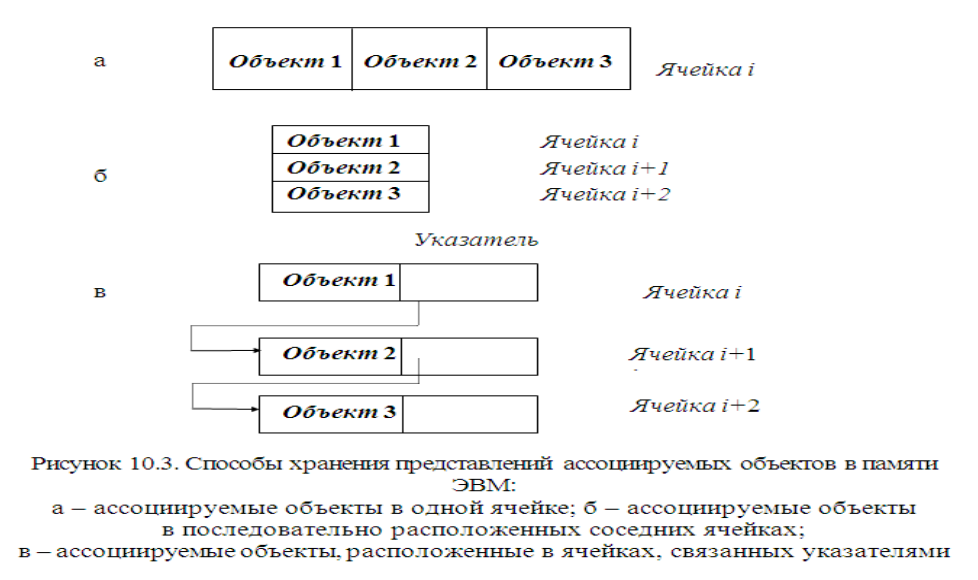 а
Объект 1 Объект 2 Объект 3 Ячейка i
Объект 1 Ячейка i
б Объект 2 Ячейка i+1
Объект 3 Ячейка i+2
Указатель
Объект 1
в Ячейка i
Объект 2 Ячейка i+1
Объект 3 Ячейка i+2
Рисунок 10.3. Способы хранения представлений ассоциируемых объектов в памяти
ЭВМ:
а – ассоциируемые объекты в одной ячейке; б – ассоциируемые объекты
в последовательно расположенных соседних ячейках;
в – ассоциируемые объекты, расположенные в ячейках, связанных указателями